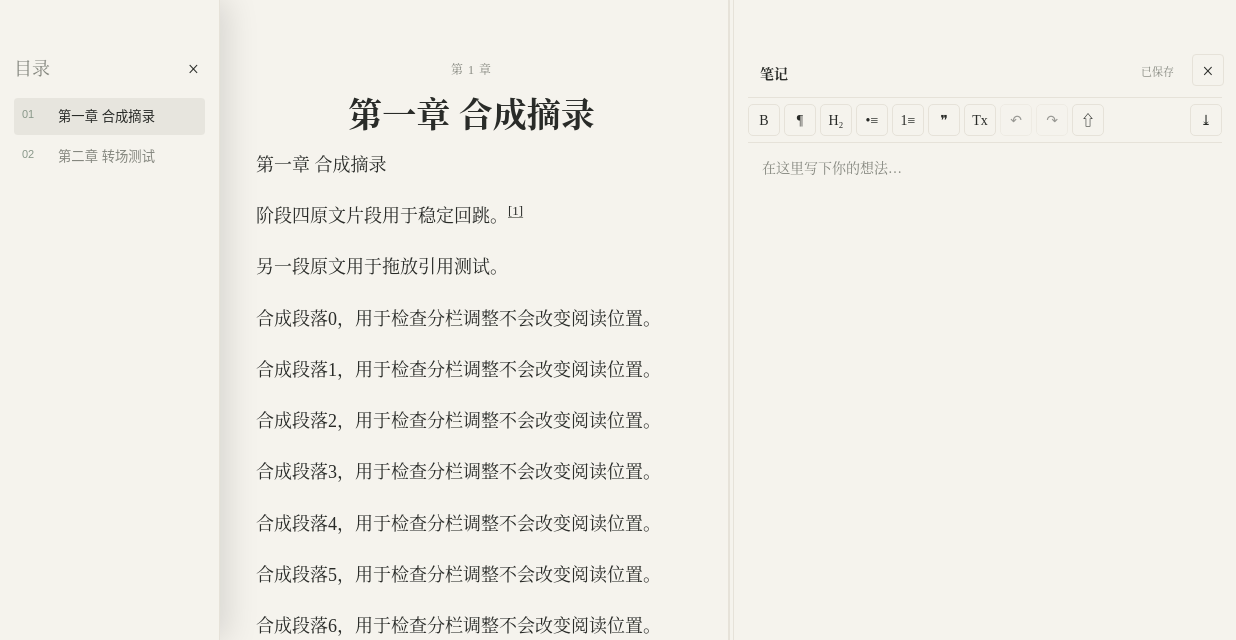 目录
×
01 第一章 合成摘录
02 第二章 转场测试
第 1 章
第一章 合成摘录
第一章 合成摘录
阶段四原文片段用于稳定回跳。[1]
另一段原文用于拖放引用测试。
合成段落0，用于检查分栏调整不会改变阅读位置。
合成段落1，用于检查分栏调整不会改变阅读位置。
合成段落2，用于检查分栏调整不会改变阅读位置。
合成段落3，用于检查分栏调整不会改变阅读位置。
合成段落4，用于检查分栏调整不会改变阅读位置。
合成段落5，用于检查分栏调整不会改变阅读位置。
合成段落6，用于检查分栏调整不会改变阅读位置。
笔记 已保存 ×
B ¶ H₂ •≡ 1≡ ❞ Tx ↶ ↷ ⇧ ⤓
在这里写下你的想法…